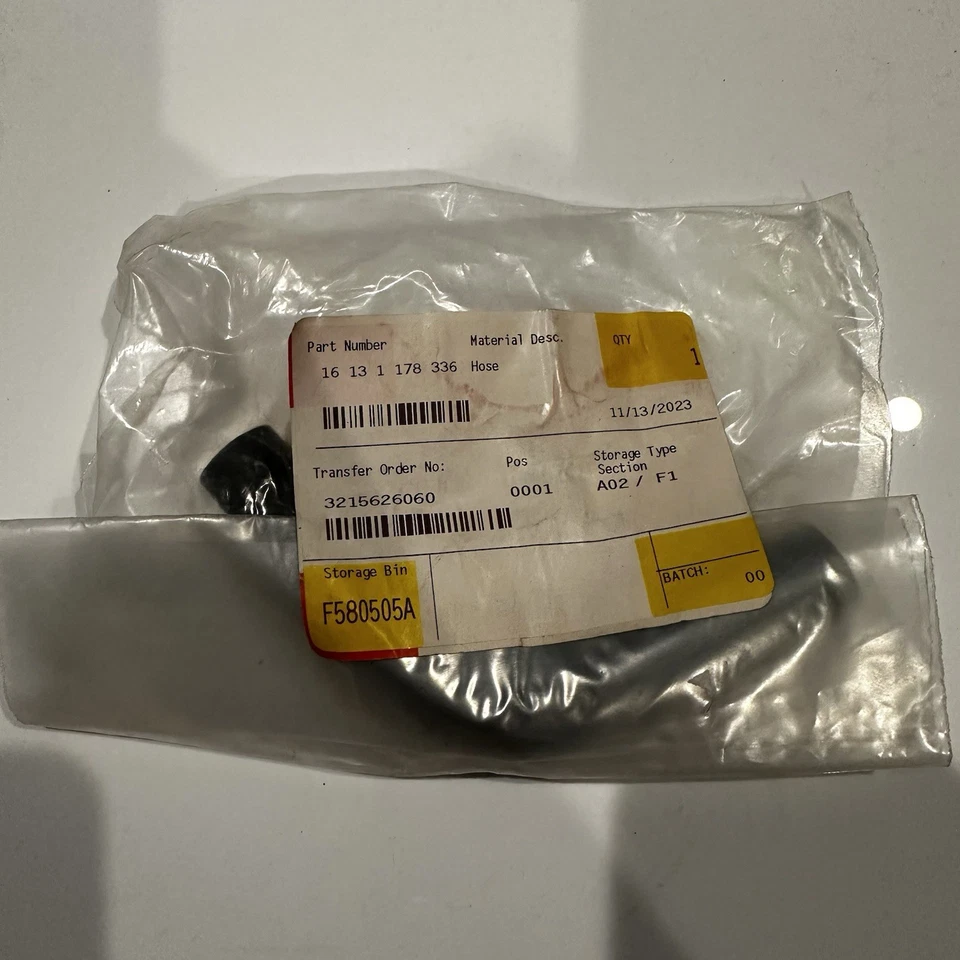 Part Number Material Desc. QTY
16 13 1 178 336 Hose 1
11/13/2023
Transfer Order No: Pos Storage Type Section
3215626060 0001 A02 / F1
Storage Bin BATCH: 00
F580505A